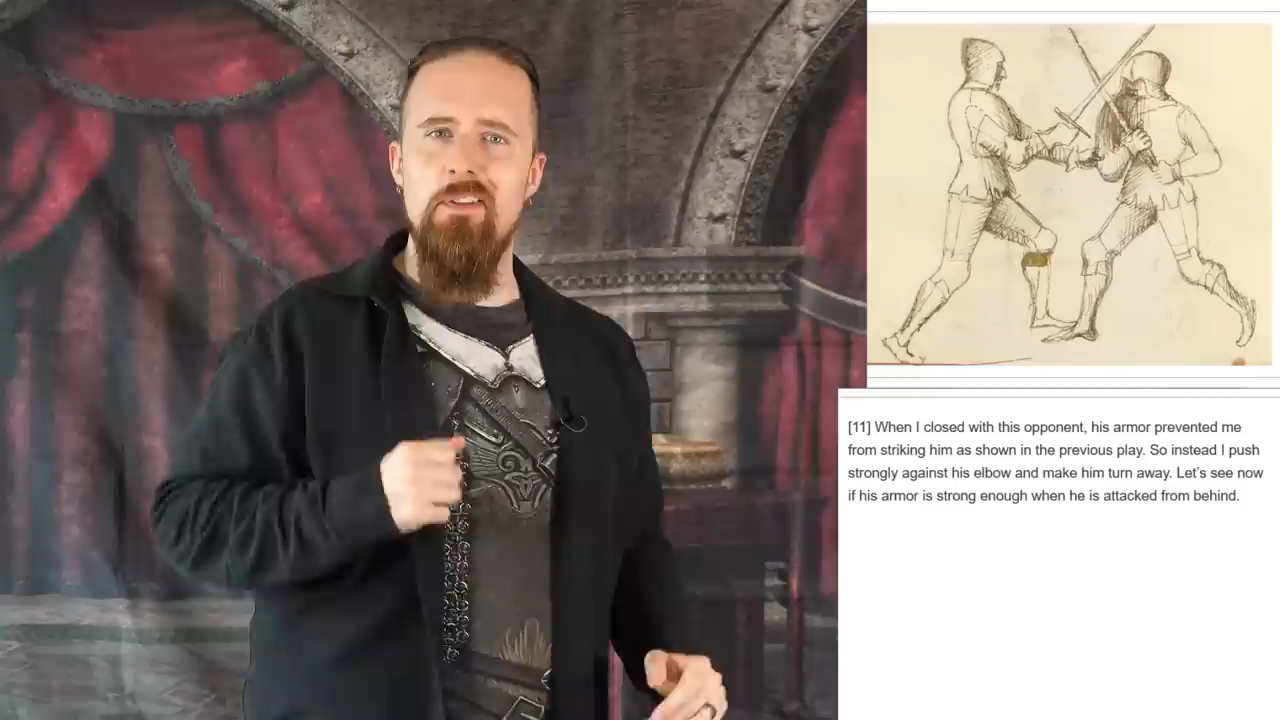 [11] When I closed with this opponent, his armor prevented me
from striking him as shown in the previous play. So instead I push
strongly against his elbow and make him turn away. Let’s see now
if his armor is strong enough when he is attacked from behind.